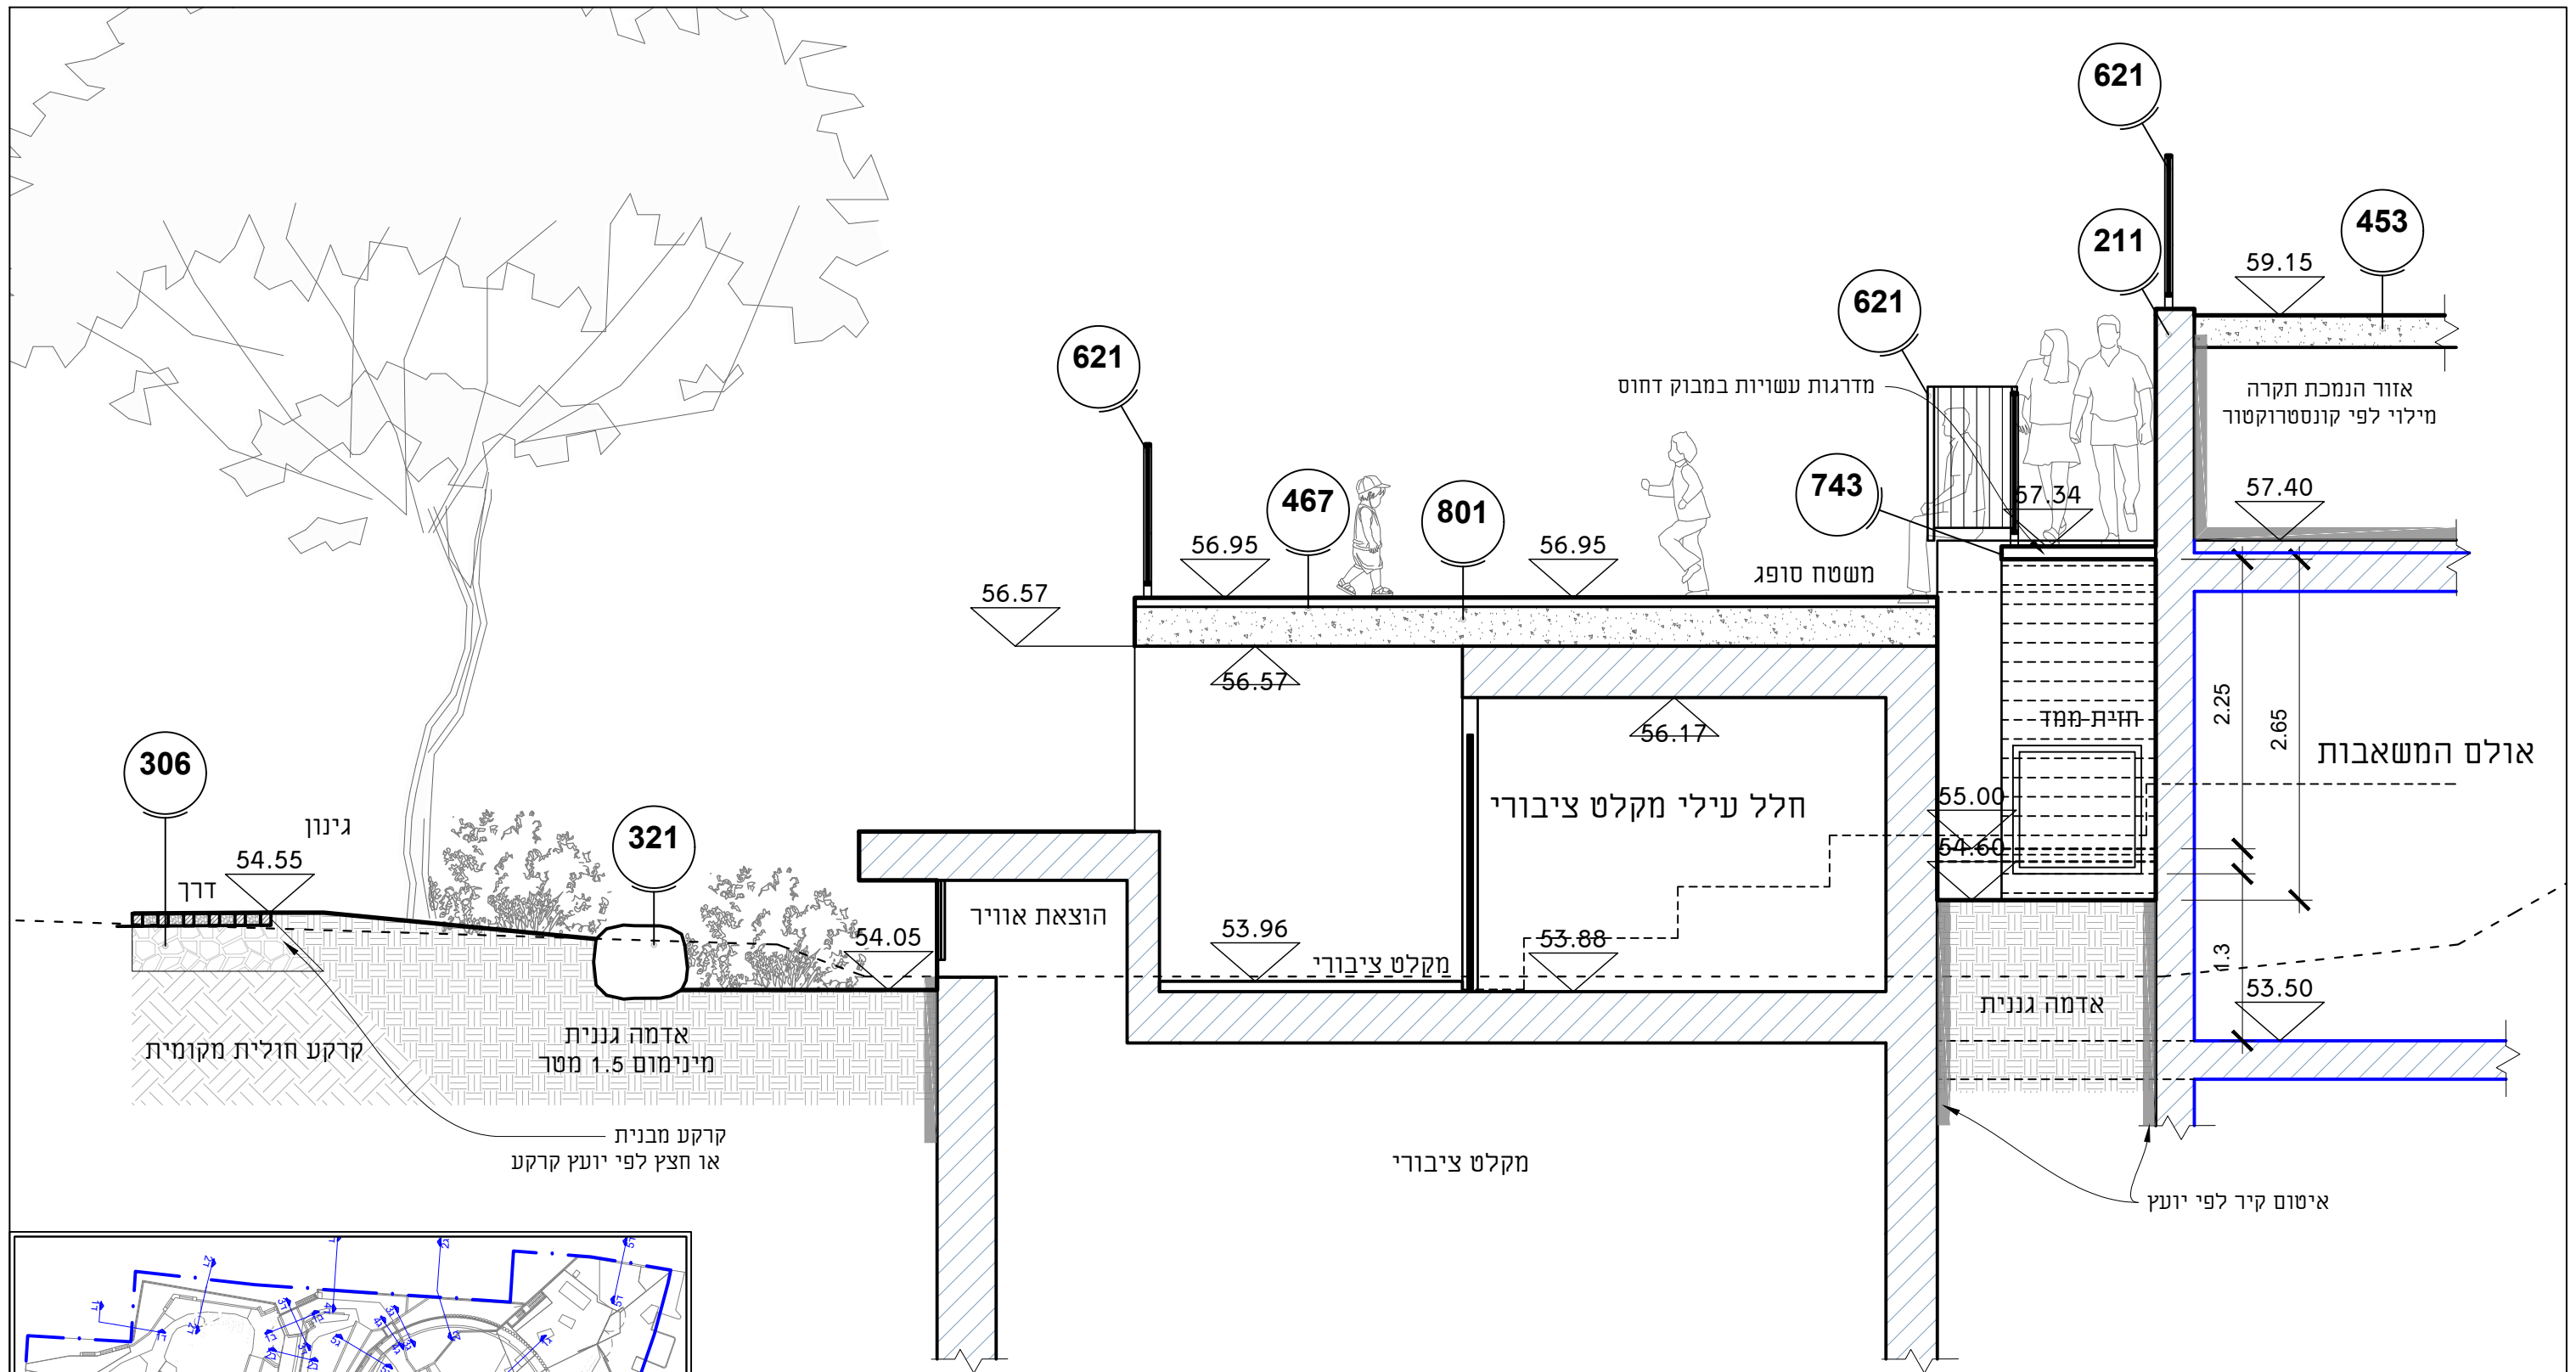 621
211
453
59.15
621
621
מדרגות עשויות במבוק דחוס
אזור הנמכת תקרה
מילוי לפי קונסטרוקטור
743
57.34
57.40
467
801
56.95
56.95
משטח סופג
56.57
56.57
56.17
חזית ממד
2.25
2.65
אולם המשאבות
306
גינון
321
54.55
דרך
חלל עילי מקלט ציבורי
55.00
54.60
הוצאת אוויר
54.05
53.96
מקלט ציבורי
53.88
1.3
53.50
אדמה גננית
קרקע חולית מקומית
אדמה גננית
מינימום 1.5 מטר
קרקע מבנית
או חצץ לפי יועץ קרקע
מקלט ציבורי
איטום קיר לפי יועץ